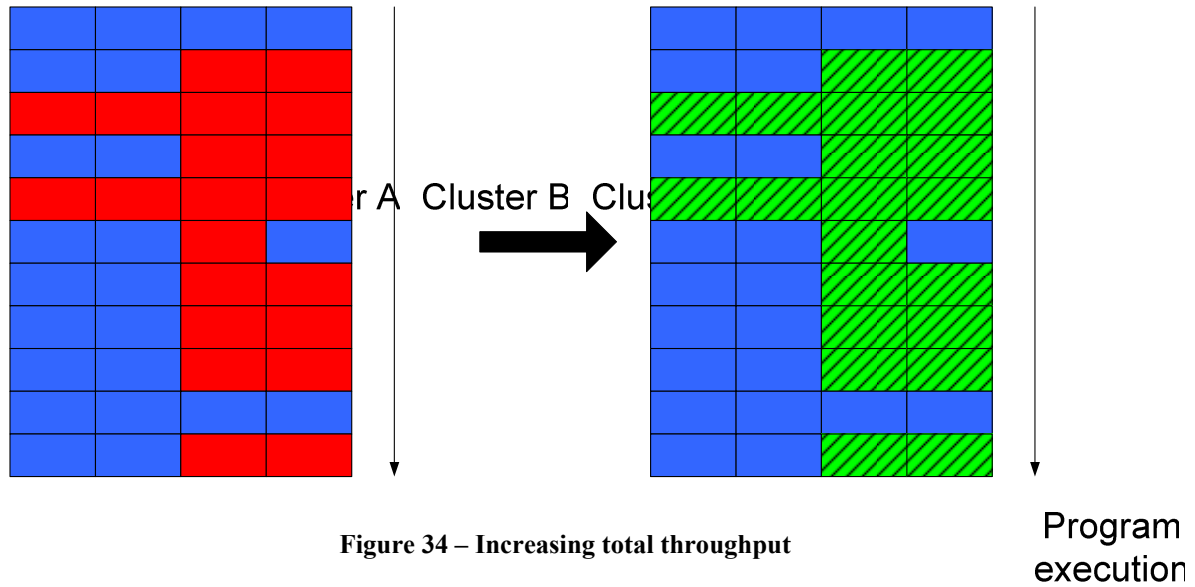 r A Cluster B Clus
Figure 34 – Increasing total throughput
Program
execution